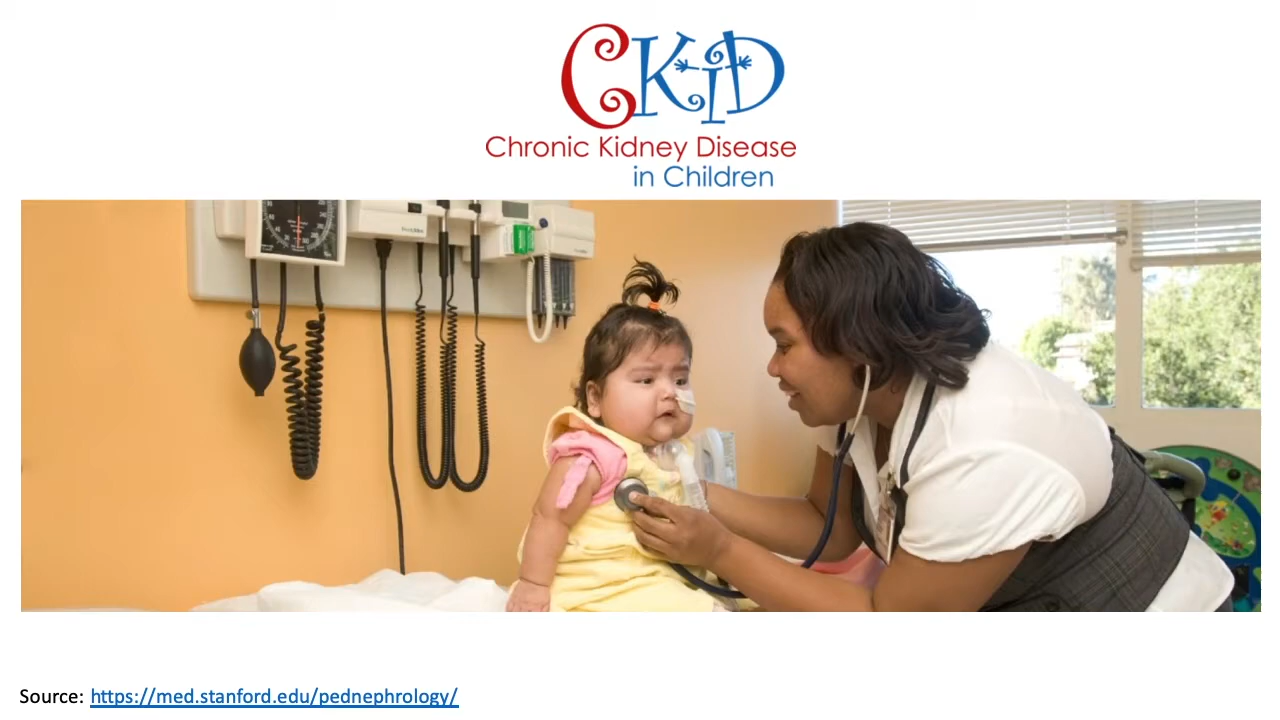 CKiD
Chronic Kidney Disease
in Children
Source: https://med.stanford.edu/pednephrology/